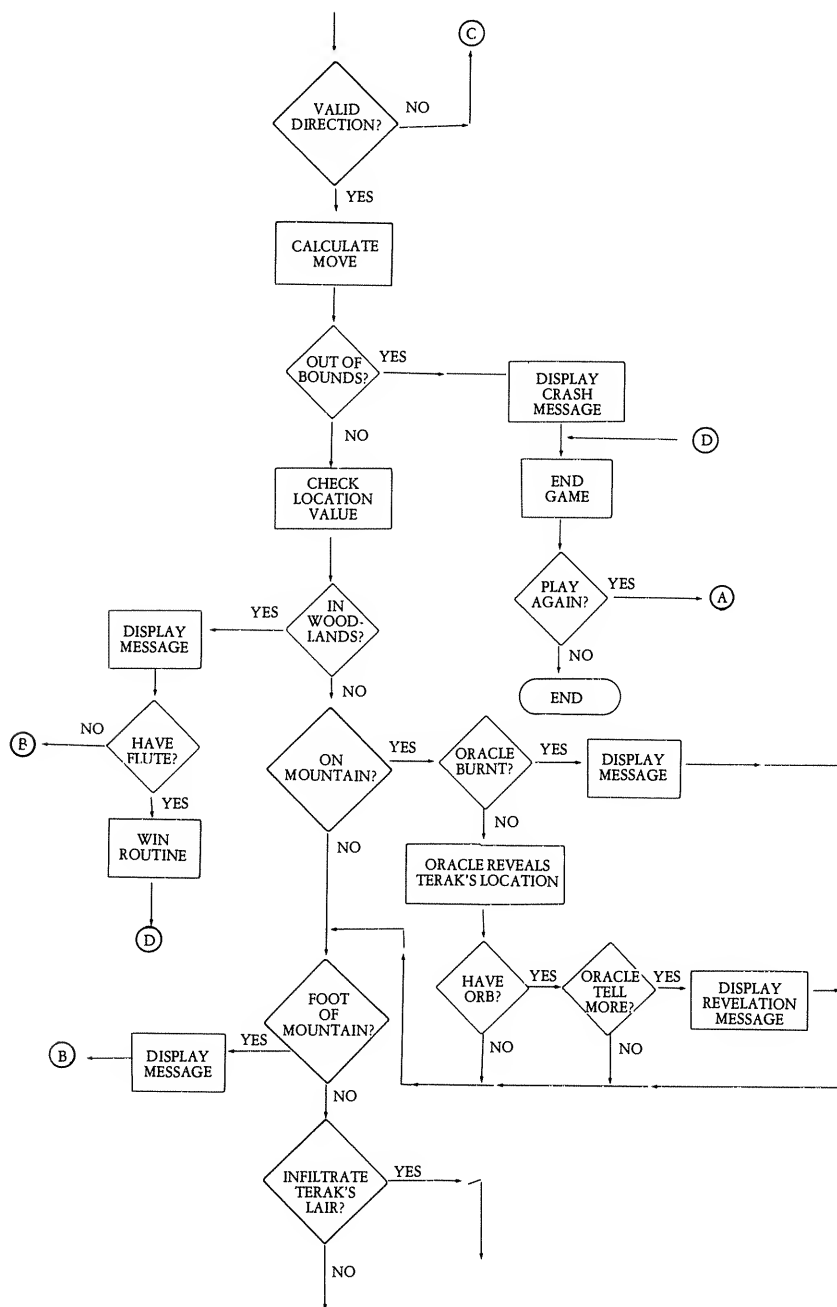 C
VALID
DIRECTION?
NO
YES
CALCULATE
MOVE
OUT OF
BOUNDS?
YES
DISPLAY
CRASH
MESSAGE
NO
D
CHECK
LOCATION
VALUE
END
GAME
PLAY
AGAIN?
YES
A
NO
END
IN
WOOD-
LANDS?
YES
DISPLAY
MESSAGE
NO
HAVE
FLUTE?
NO
B
YES
WIN
ROUTINE
D
ON
MOUNTAIN?
YES
ORACLE
BURNT?
YES
DISPLAY
MESSAGE
NO
NO
ORACLE REVEALS
TERAK'S LOCATION
HAVE
ORB?
YES
ORACLE
TELL
MORE?
YES
DISPLAY
REVELATION
MESSAGE
NO
NO
FOOT
OF
MOUNTAIN?
YES
DISPLAY
MESSAGE
B
NO
INFILTRATE
TERAK'S
LAIR?
YES
NO